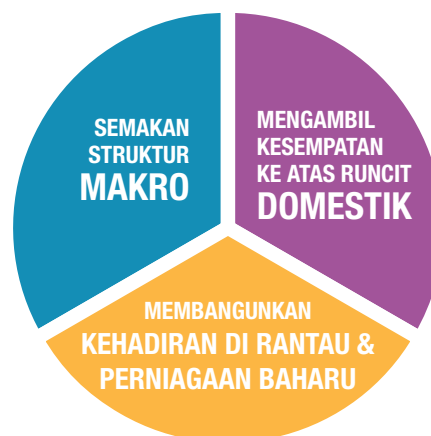 SEMAKAN
STRUKTUR
MAKRO
MENGAMBIL
KESEMPATAN
KE ATAS RUNCIT
DOMESTIK
MEMBANGUNKAN
KEHADIRAN DI RANTAU &
PERNIAGAAN BAHARU